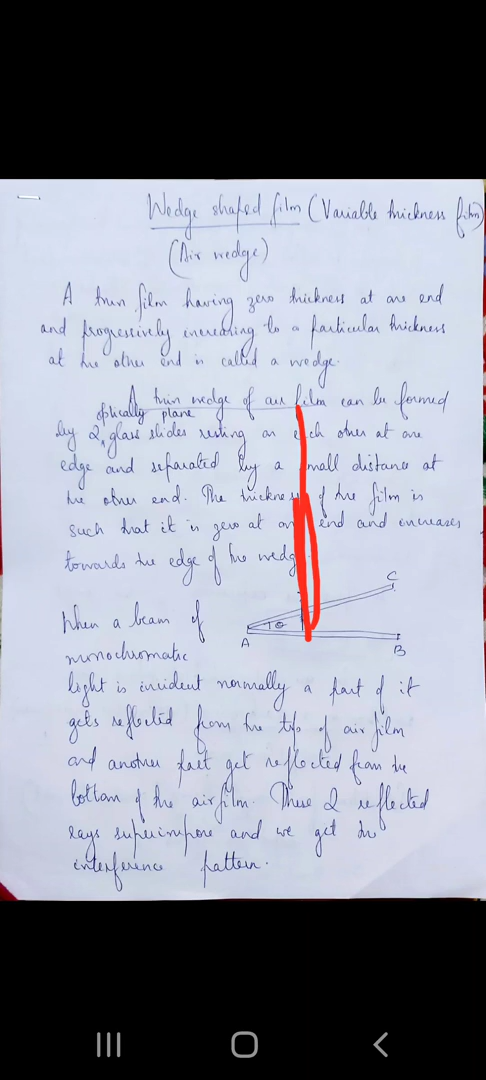 Wedge shaped film (Variable thickness film)
(Air wedge)
A thin film having zero thickness at one end
and progressively increasing to a particular thickness
at the other end is called a wedge.
A thin wedge of air film can be formed
optically plane
by 2 glass slides resting on each other at one
edge and separated by a small distance at
the other end. The thickness of the film is
such that it is zero at one end and increases
towards the edge of the wedge
C
When a beam of
θ
A
B
monochromatic
light is incident normally a part of it
gets reflected from the top of air film
and another part get reflected from the
bottom of the air film. These 2 reflected
rays superimpose and we get the
interference pattern.